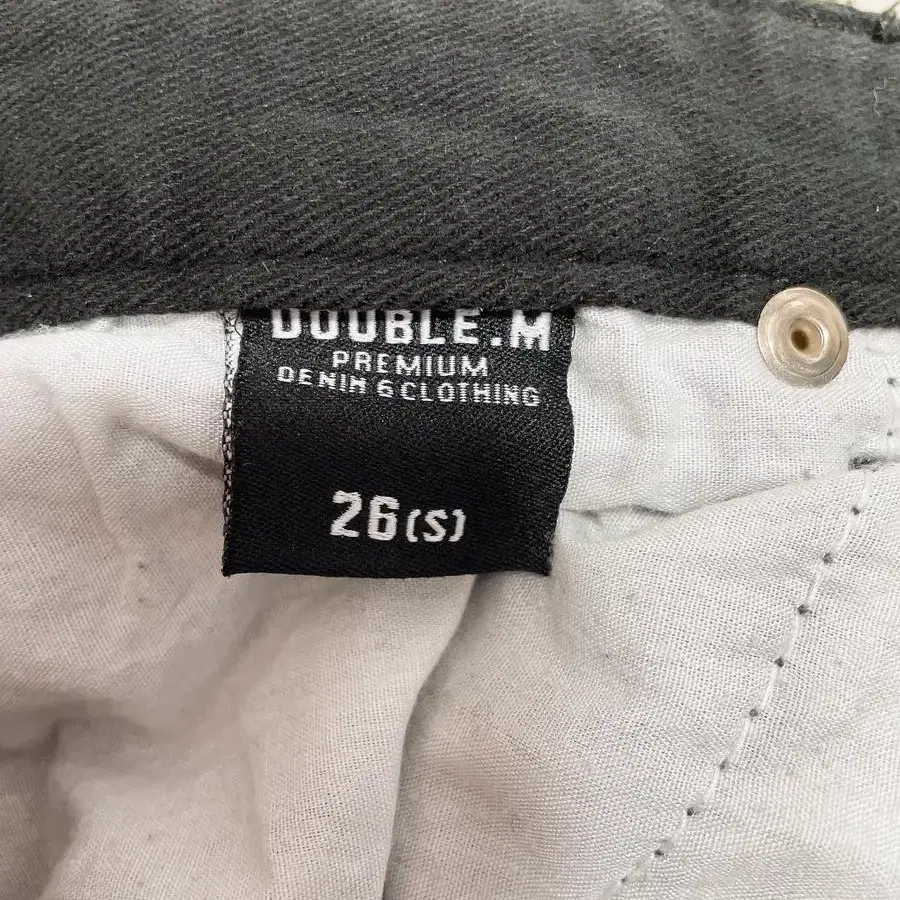 DOUBLE.M
PREMIUM
DENIM & CLOTHING
26(S)